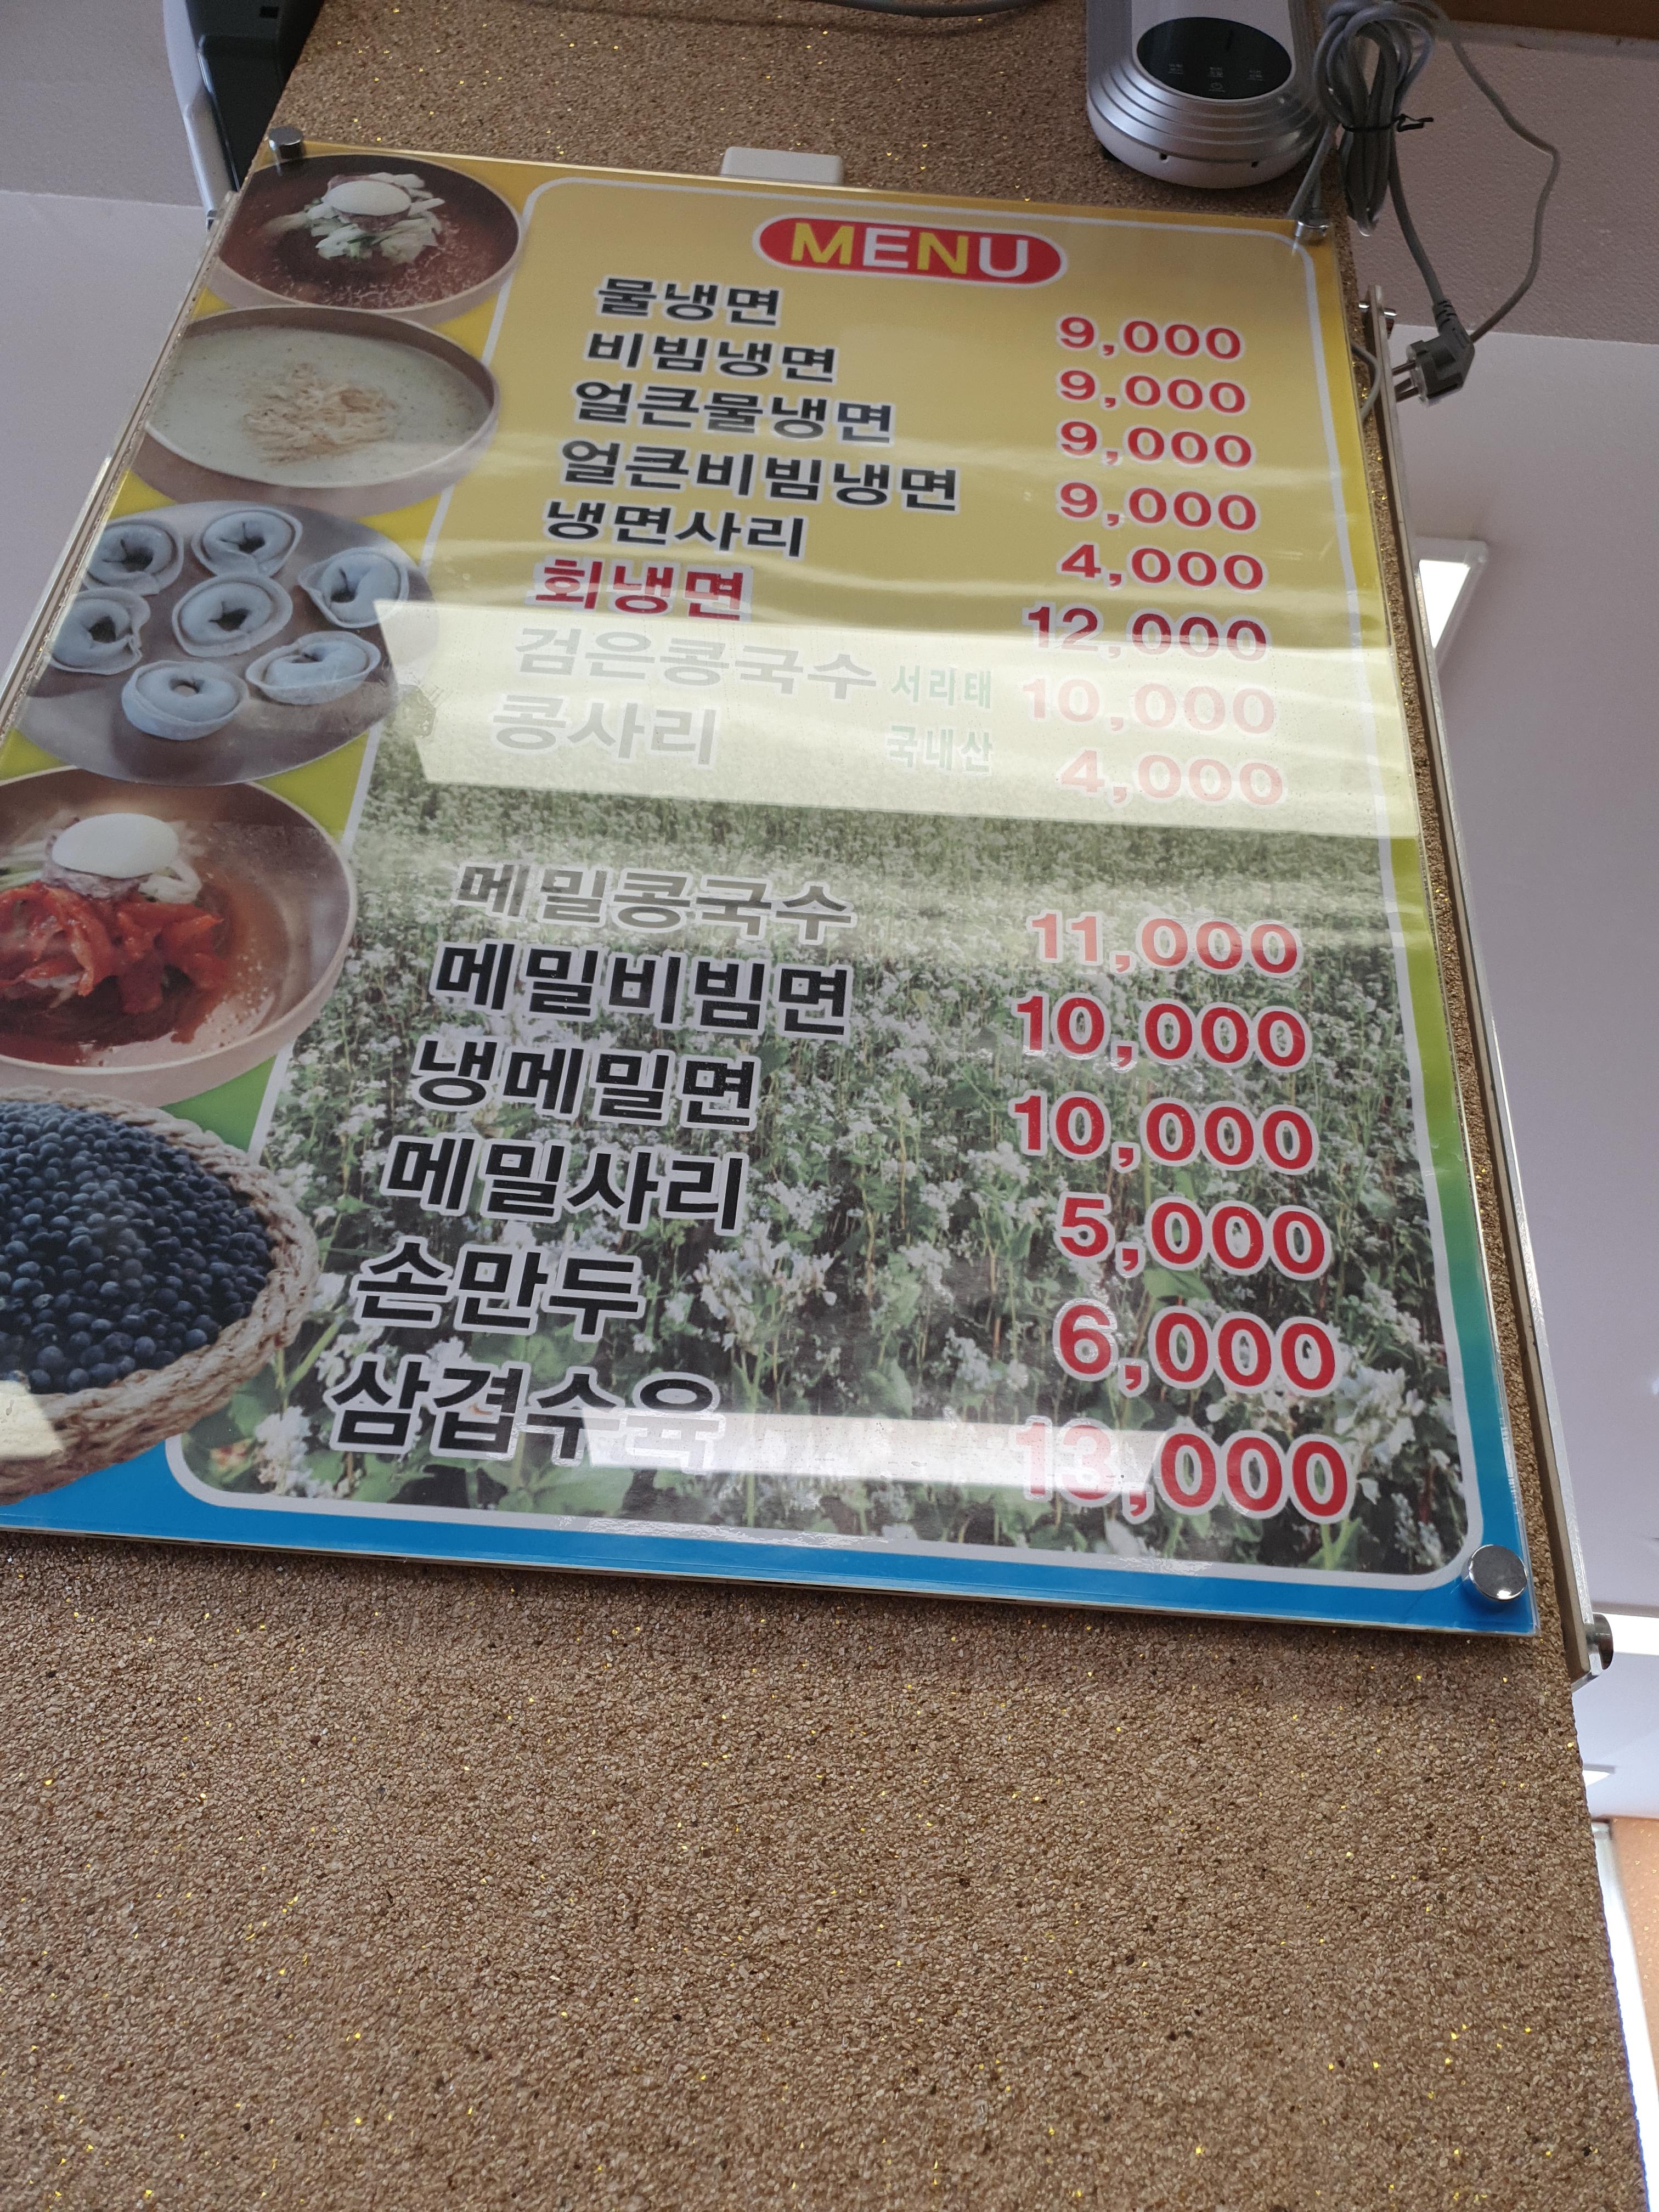 MENU
물냉면 9,000
비빔냉면 9,000
얼큰물냉면 9,000
얼큰비빔냉면 9,000
냉면사리 4,000
회냉면 12,000
검은콩국수 서리태 10,000
콩사리 국내산 4,000
메밀콩국수 11,000
메밀비빔면 10,000
냉메밀면 10,000
메밀사리 5,000
손만두 6,000
삼겹수육 13,000